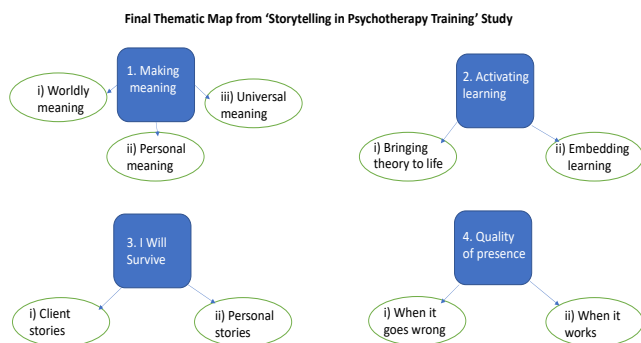 Final Thematic Map from ‘Storytelling in Psychotherapy Training’ Study
1. Making
meaning
i) Worldly
meaning
iii) Universal
meaning
ii) Personal
meaning
2. Activating
learning
i) Bringing
theory to life
ii) Embedding
learning
3. I Will
Survive
i) Client
stories
ii) Personal
stories
4. Quality
of presence
i) When it
goes wrong
ii) When it
works